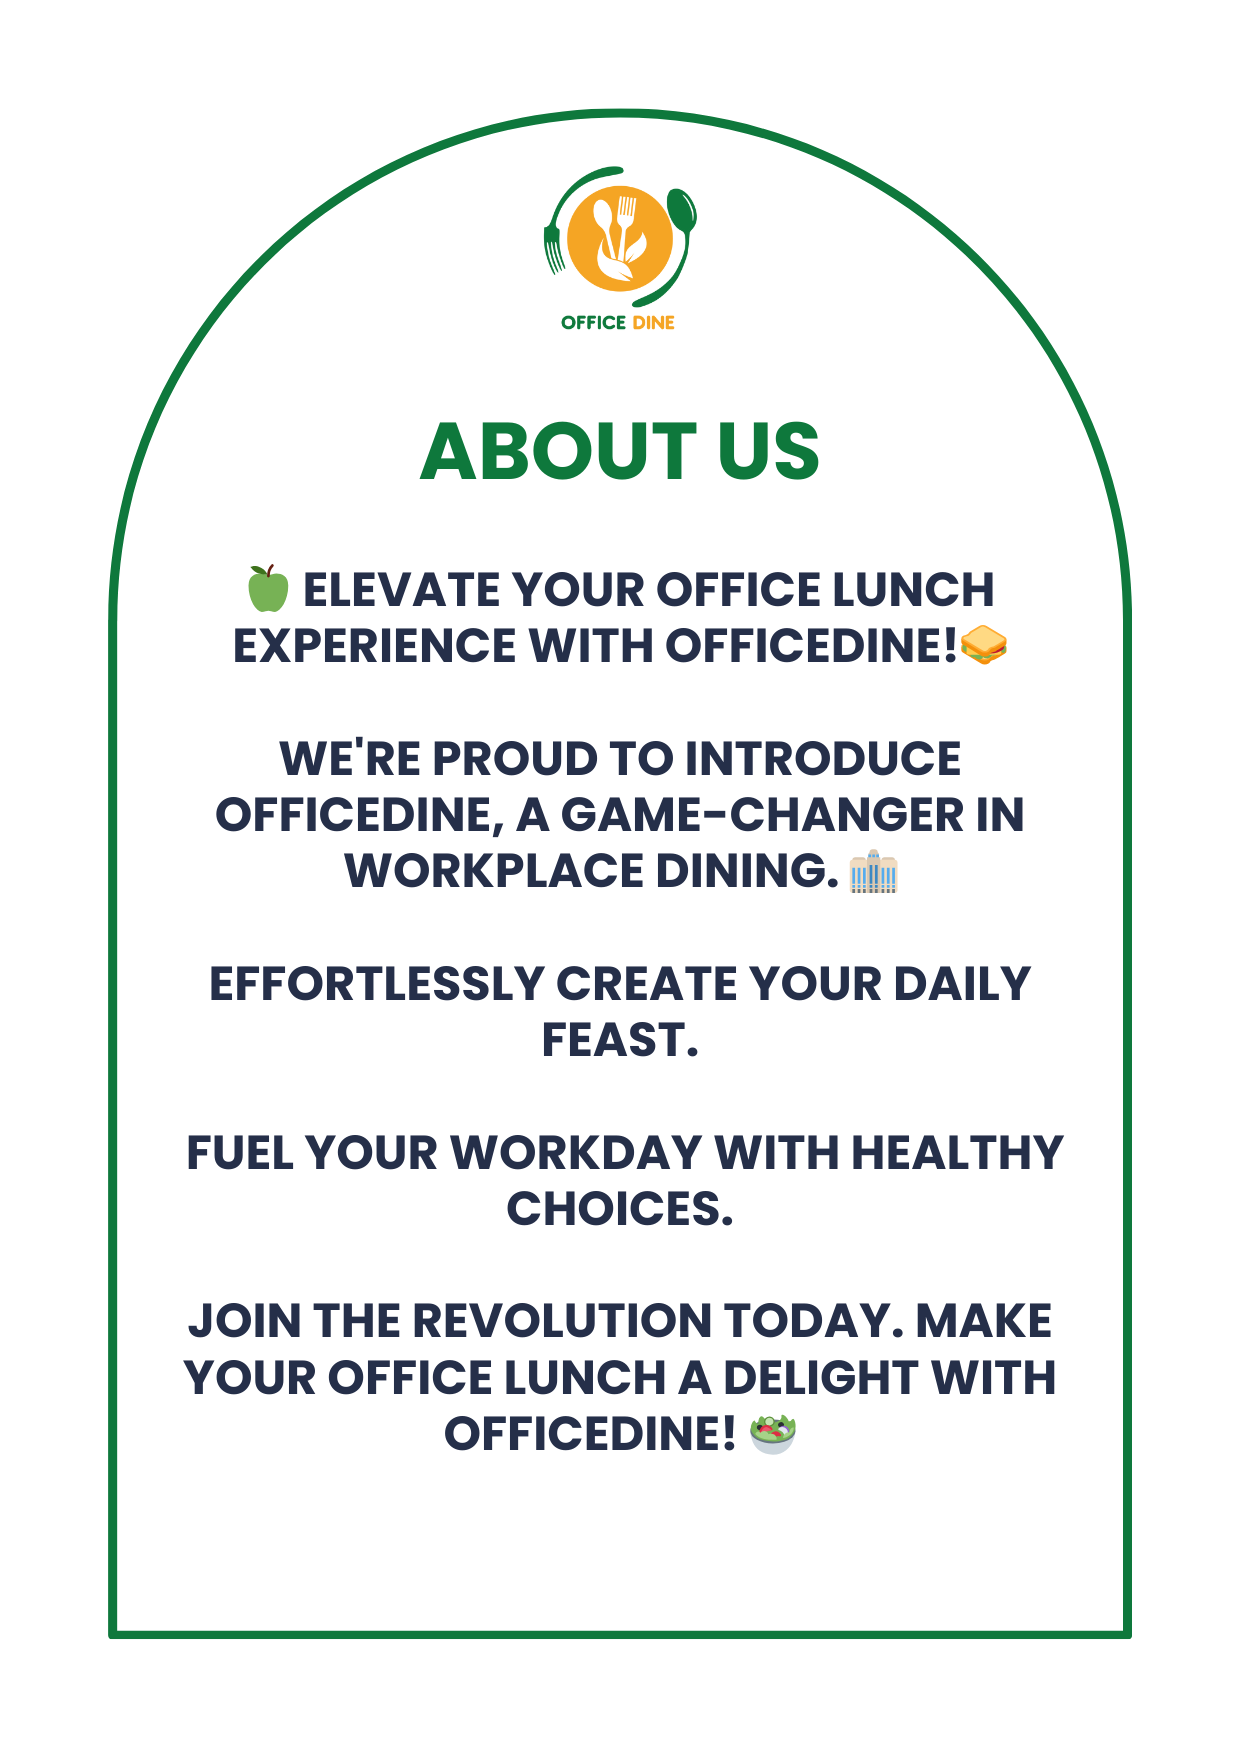 OFFICE DINE
ABOUT US
🍏 ELEVATE YOUR OFFICE LUNCH
EXPERIENCE WITH OFFICEDINE!🥪
WE'RE PROUD TO INTRODUCE
OFFICEDINE, A GAME-CHANGER IN
WORKPLACE DINING. 🏙️
EFFORTLESSLY CREATE YOUR DAILY
FEAST.
FUEL YOUR WORKDAY WITH HEALTHY
CHOICES.
JOIN THE REVOLUTION TODAY. MAKE
YOUR OFFICE LUNCH A DELIGHT WITH
OFFICEDINE! 🥗